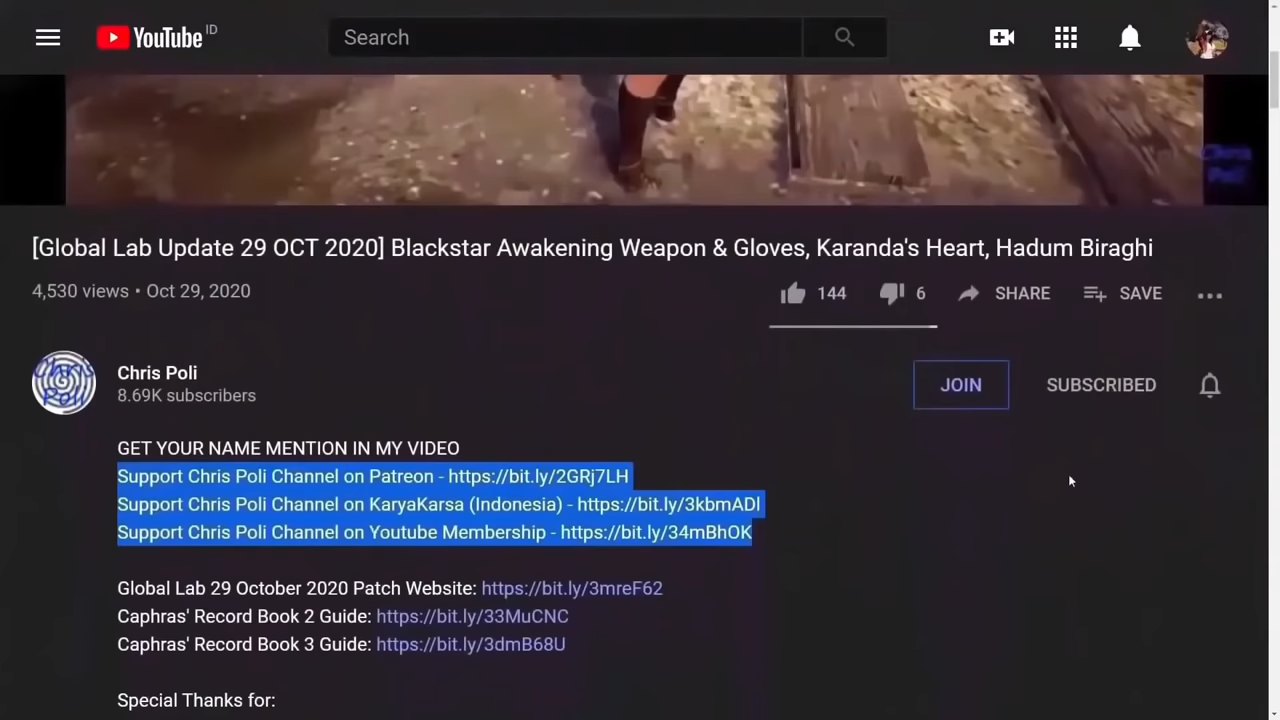 YouTube ID
Search
Chris
Poli
[Global Lab Update 29 OCT 2020] Blackstar Awakening Weapon & Gloves, Karanda's Heart, Hadum Biraghi
4,530 views • Oct 29, 2020
144
6
SHARE
SAVE
Chris
Poli
Chris Poli
8.69K subscribers
JOIN
SUBSCRIBED
GET YOUR NAME MENTION IN MY VIDEO
Support Chris Poli Channel on Patreon - https://bit.ly/2GRj7LH
Support Chris Poli Channel on KaryaKarsa (Indonesia) - https://bit.ly/3kbmADl
Support Chris Poli Channel on Youtube Membership - https://bit.ly/34mBhOK
Global Lab 29 October 2020 Patch Website: https://bit.ly/3mreF62
Caphras' Record Book 2 Guide: https://bit.ly/33MuCNC
Caphras' Record Book 3 Guide: https://bit.ly/3dmB68U
Special Thanks for: